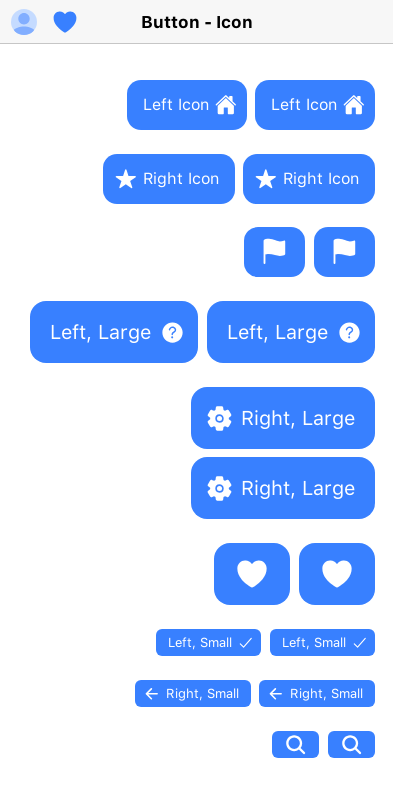 Button - Icon
Left Icon Left Icon
Right Icon Right Icon
Left, Large Left, Large
Right, Large
Right, Large
Left, Small Left, Small
Right, Small Right, Small